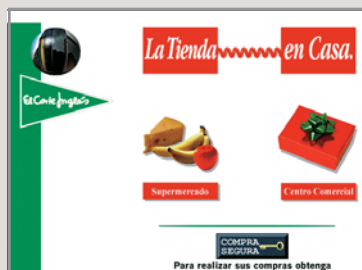 La Tienda en Casa.
El Corte Inglés
Supermercado
Centro Comercial
COMPRA
SEGURA
Para realizar sus compras obtenga